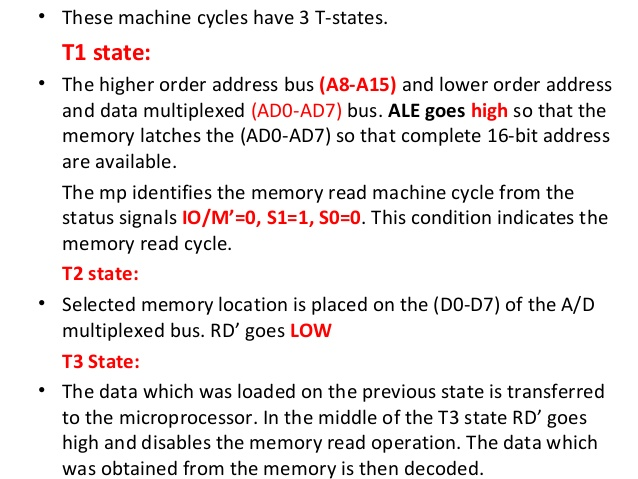 • These machine cycles have 3 T-states.
T1 state:
• The higher order address bus (A8-A15) and lower order address
and data multiplexed (AD0-AD7) bus. ALE goes high so that the
memory latches the (AD0-AD7) so that complete 16-bit address
are available.
The mp identifies the memory read machine cycle from the
status signals IO/M’=0, S1=1, S0=0. This condition indicates the
memory read cycle.
T2 state:
• Selected memory location is placed on the (D0-D7) of the A/D
multiplexed bus. RD’ goes LOW
T3 State:
• The data which was loaded on the previous state is transferred
to the microprocessor. In the middle of the T3 state RD’ goes
high and disables the memory read operation. The data which
was obtained from the memory is then decoded.